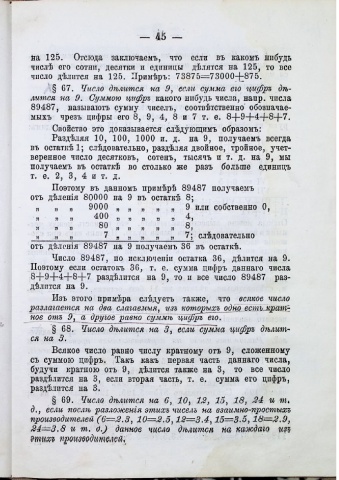 — 45 —
на 125. Отсюда заключаемъ, что если въ какомъ нибудь
числѣ его сотни, десятки и единицы дѣлятся на 125, то все
число дѣлится на 125. Примѣръ: 73875=73000+875.
§ 67. Число дѣлится на 9, если сумма его цифръ дѣ-
лится на 9. Суммою цифръ какого нибудь числа, напр. числа
89487, называютъ сумму чиселъ, соотвѣтственно обозначае-
мыхъ чрезъ цифры его 8, 9, 4, 8 и 7 т. е. 8+9+4+8+7.
Свойство это доказывается слѣдующимъ образомъ:
Раздѣляя 10, 100, 1000 и. д. на 9, получаемъ всегда
въ остаткѣ 1; слѣдовательно, раздѣляя двойное, тройное, учет-
веренное число десятковъ, сотенъ, тысячъ и т. д. на 9, мы
получаемъ въ остаткѣ во столько же разъ больше единицъ
т. е. 2, 3, 4 и т. д.
Поэтому въ данномъ примѣрѣ 89487 получаемъ
отъ дѣленія 80000 на 9 въ остаткѣ 8;
„ „ 9000 „ „ „ „ 9 или собственно 0,
„ „ 400 „ „ „ „ 4,
„ „ 80 „ „ „ „ 8,
„ „ 7 „ „ „ „ 7; слѣдовательно
отъ дѣленія 89487 на 9 получаемъ 36 въ остаткѣ.
Число 89487, по исключеніи остатка 36, дѣлится на 9.
Поэтому если остатокъ 36, т. е. сумма цифръ даннаго числа
8+9+4+8+7 раздѣлится на 9, то и все число 89487 раз-
дѣлится на 9.
Изъ этого примѣра слѣдуетъ также, что всякое число
разлагается на два слагаемыя, изъ которыхъ одно есть крат-
ное отъ 9, а другое равно суммѣ цифръ его.
§ 68. Число дѣлится на 3, если сумма цифръ дѣлит-
ся на 3.
Всякое число равно числу кратному отъ 9, сложенному
съ суммою цифръ. Такъ какъ первая часть даннаго числа,
будучи кратною отъ 9, дѣлится также на 3, то все число
раздѣлится на 3, если вторая часть, т. е. сумма его цифръ,
раздѣлится на 3.
§ 69. Число дѣлится на 6, 10, 12, 15, 18, 24 и т.
д., если послѣ разложенія этихъ чиселъ на взаимно-простыхъ
производителей (6=2.3, 10=2.5, 12=3.4, 15=3.5, 18=2.9,
24=3.8 и т. д.) данное число дѣлится на каждаго изъ
этихъ производителей.